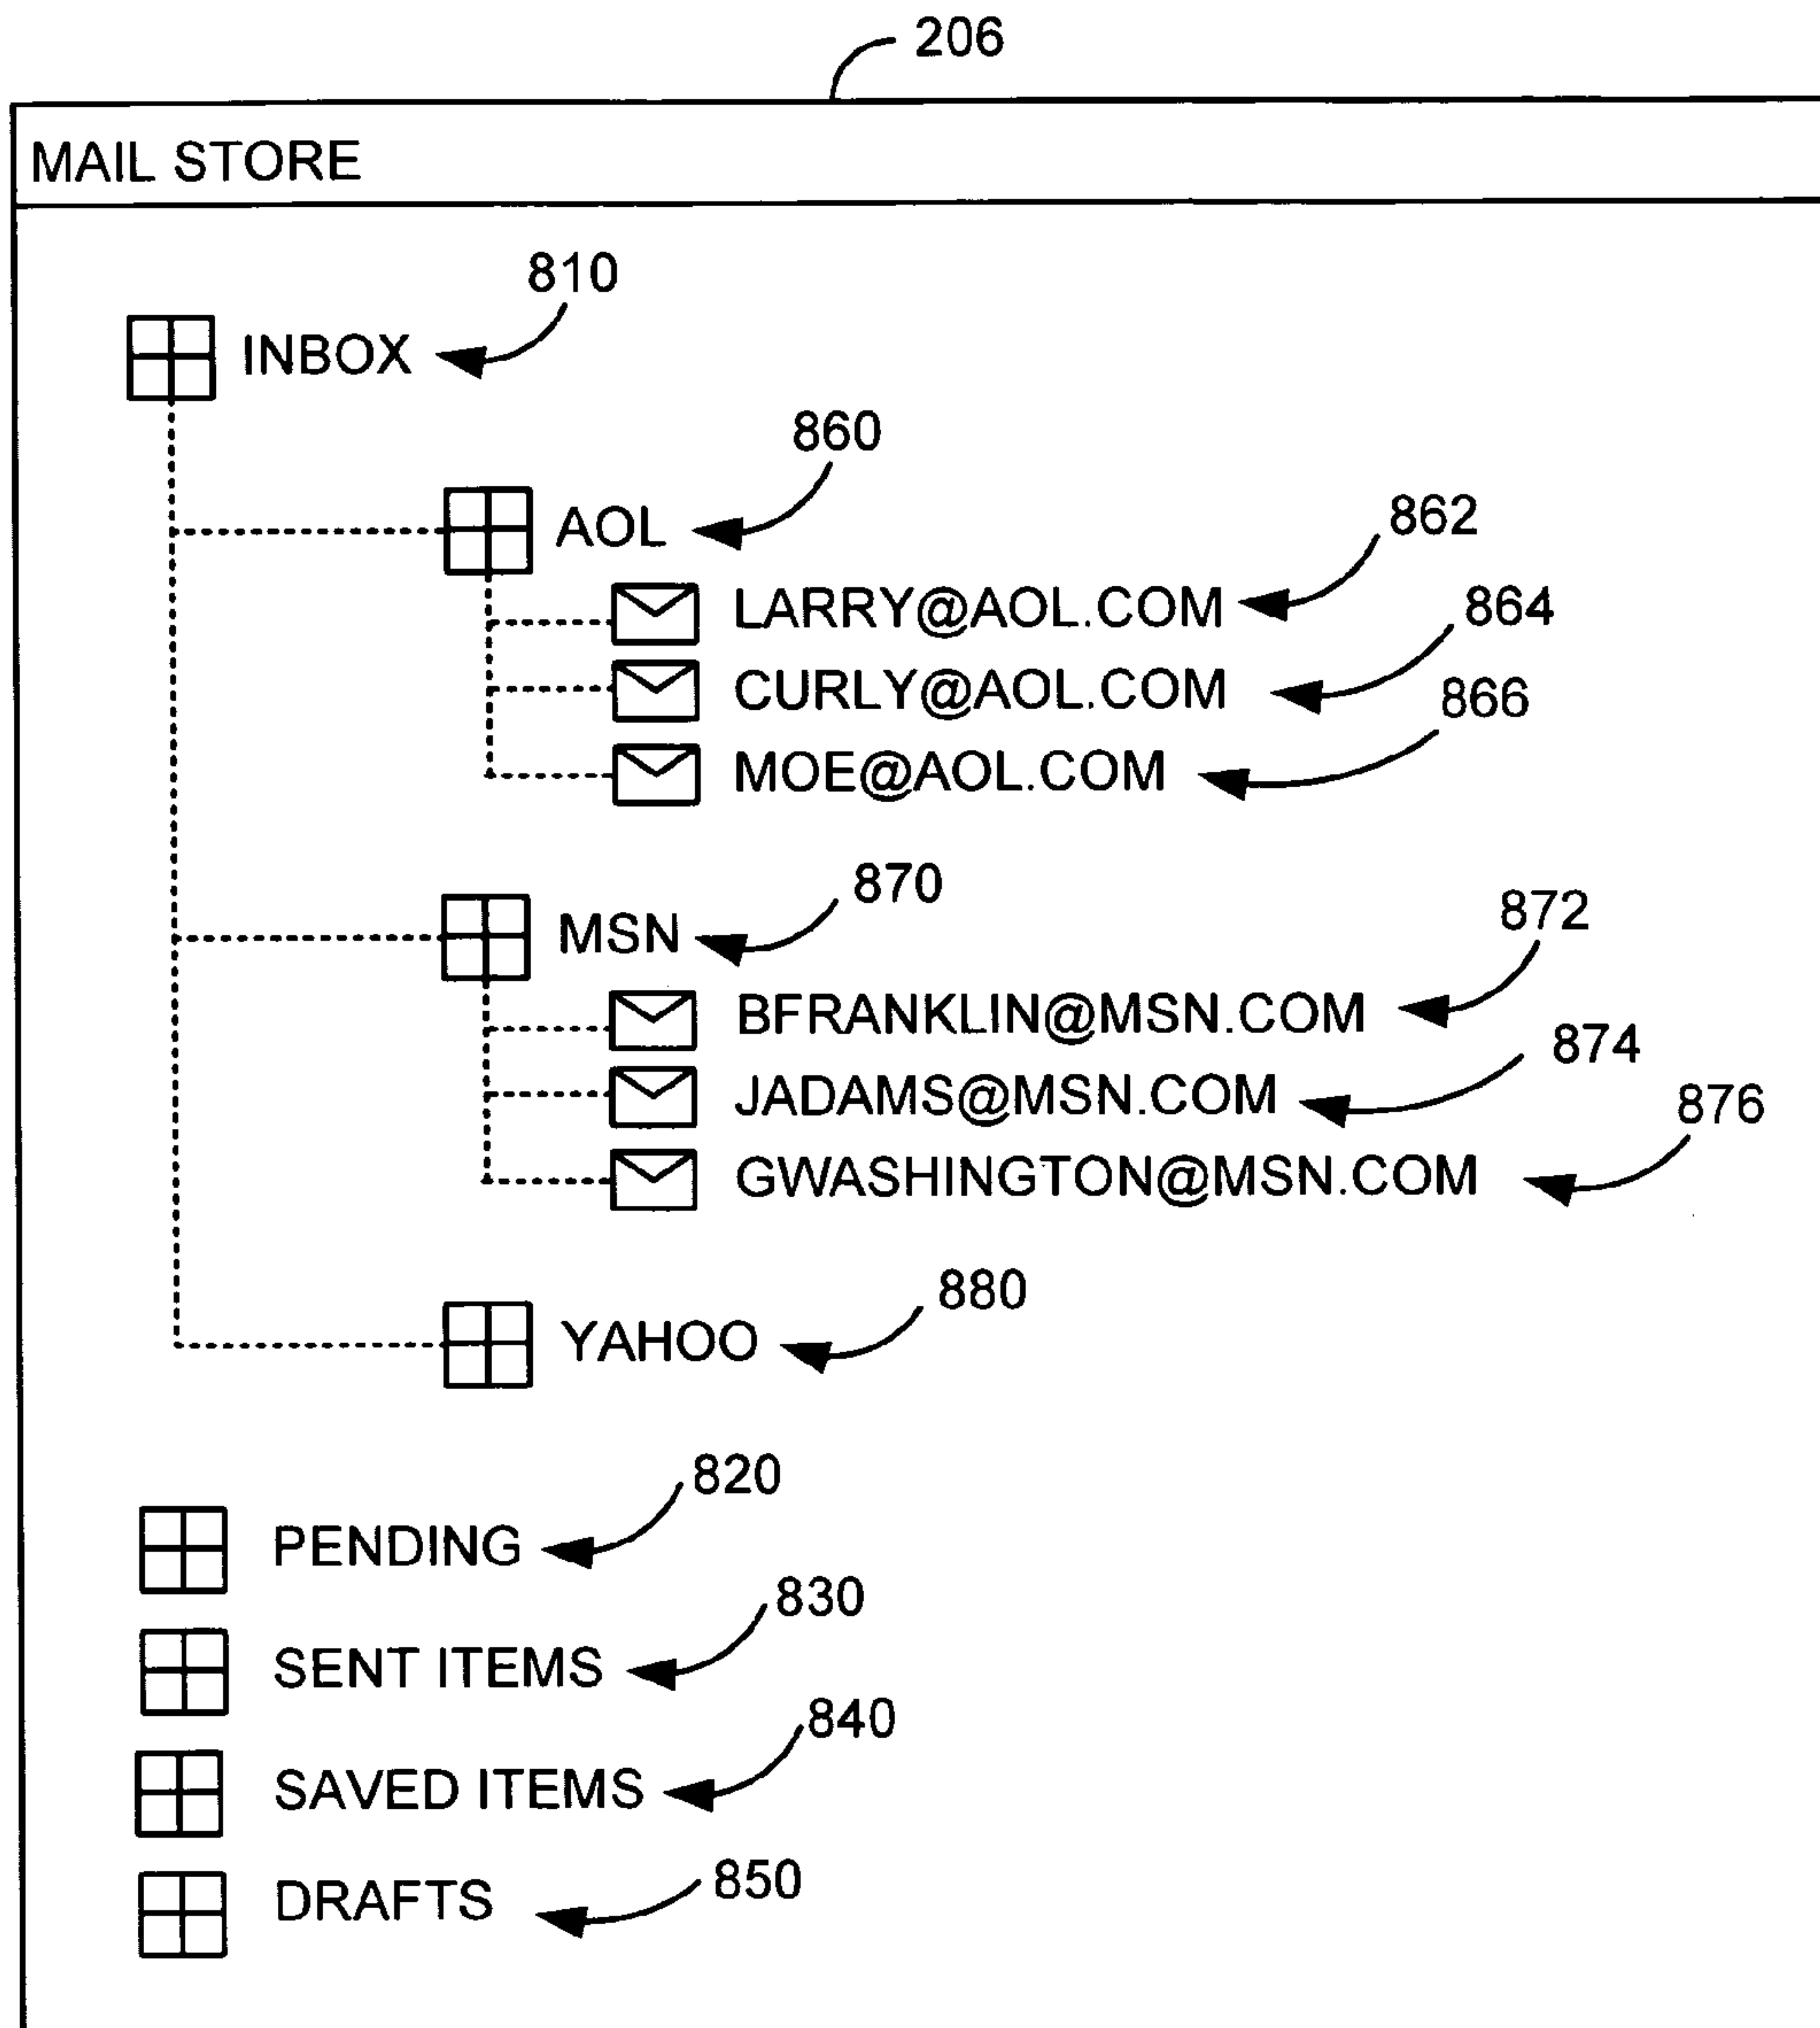 206
MAIL STORE
810
INBOX
860
AOL
862
LARRY@AOL.COM
864
CURLY@AOL.COM
866
MOE@AOL.COM
870
MSN
872
BFRANKLIN@MSN.COM
874
JADAMS@MSN.COM
876
GWASHINGTON@MSN.COM
880
YAHOO
820
PENDING
830
SENT ITEMS
840
SAVED ITEMS
850
DRAFTS